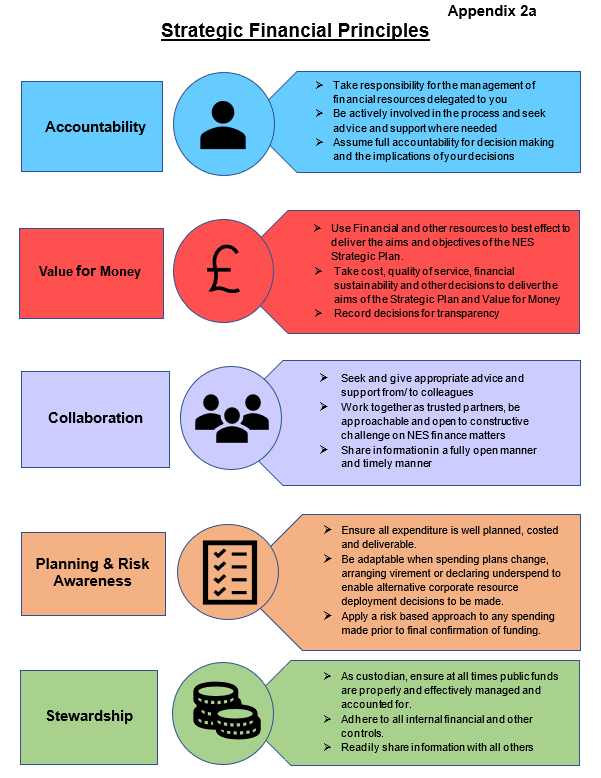 Appendix 2a
Strategic Financial Principles
Accountability
➢ Take responsibility for the management of
financial resources delegated to you
➢ Be actively involved in the process and seek
advice and support where needed
➢ Assume full accountability for decision making
and the implications of your decisions
Value for Money
£
➢ Use Financial and other resources to best effect to
deliver the aims and objectives of the NES
Strategic Plan.
➢ Take cost, quality of service, financial
sustainability and other decisions to deliver the
aims of the Strategic Plan and Value for Money
➢ Record decisions for transparency
Collaboration
➢ Seek and give appropriate advice and
support from/ to colleagues
➢ Work together as trusted partners, be
approachable and open to constructive
challenge on NES finance matters
➢ Share information in a fully open manner
and timely manner
Planning & Risk
Awareness
➢ Ensure all expenditure is well planned, costed
and deliverable.
➢ Be adaptable when spending plans change,
arranging virement or declaring underspend to
enable alternative corporate resource
deployment decisions to be made.
➢ Apply a risk based approach to any spending
made prior to final confirmation of funding.
Stewardship
➢ As custodian, ensure at all times public funds
are properly and effectively managed and
accounted for.
➢ Adhere to all internal financial and other
controls.
➢ Readily share information with all others